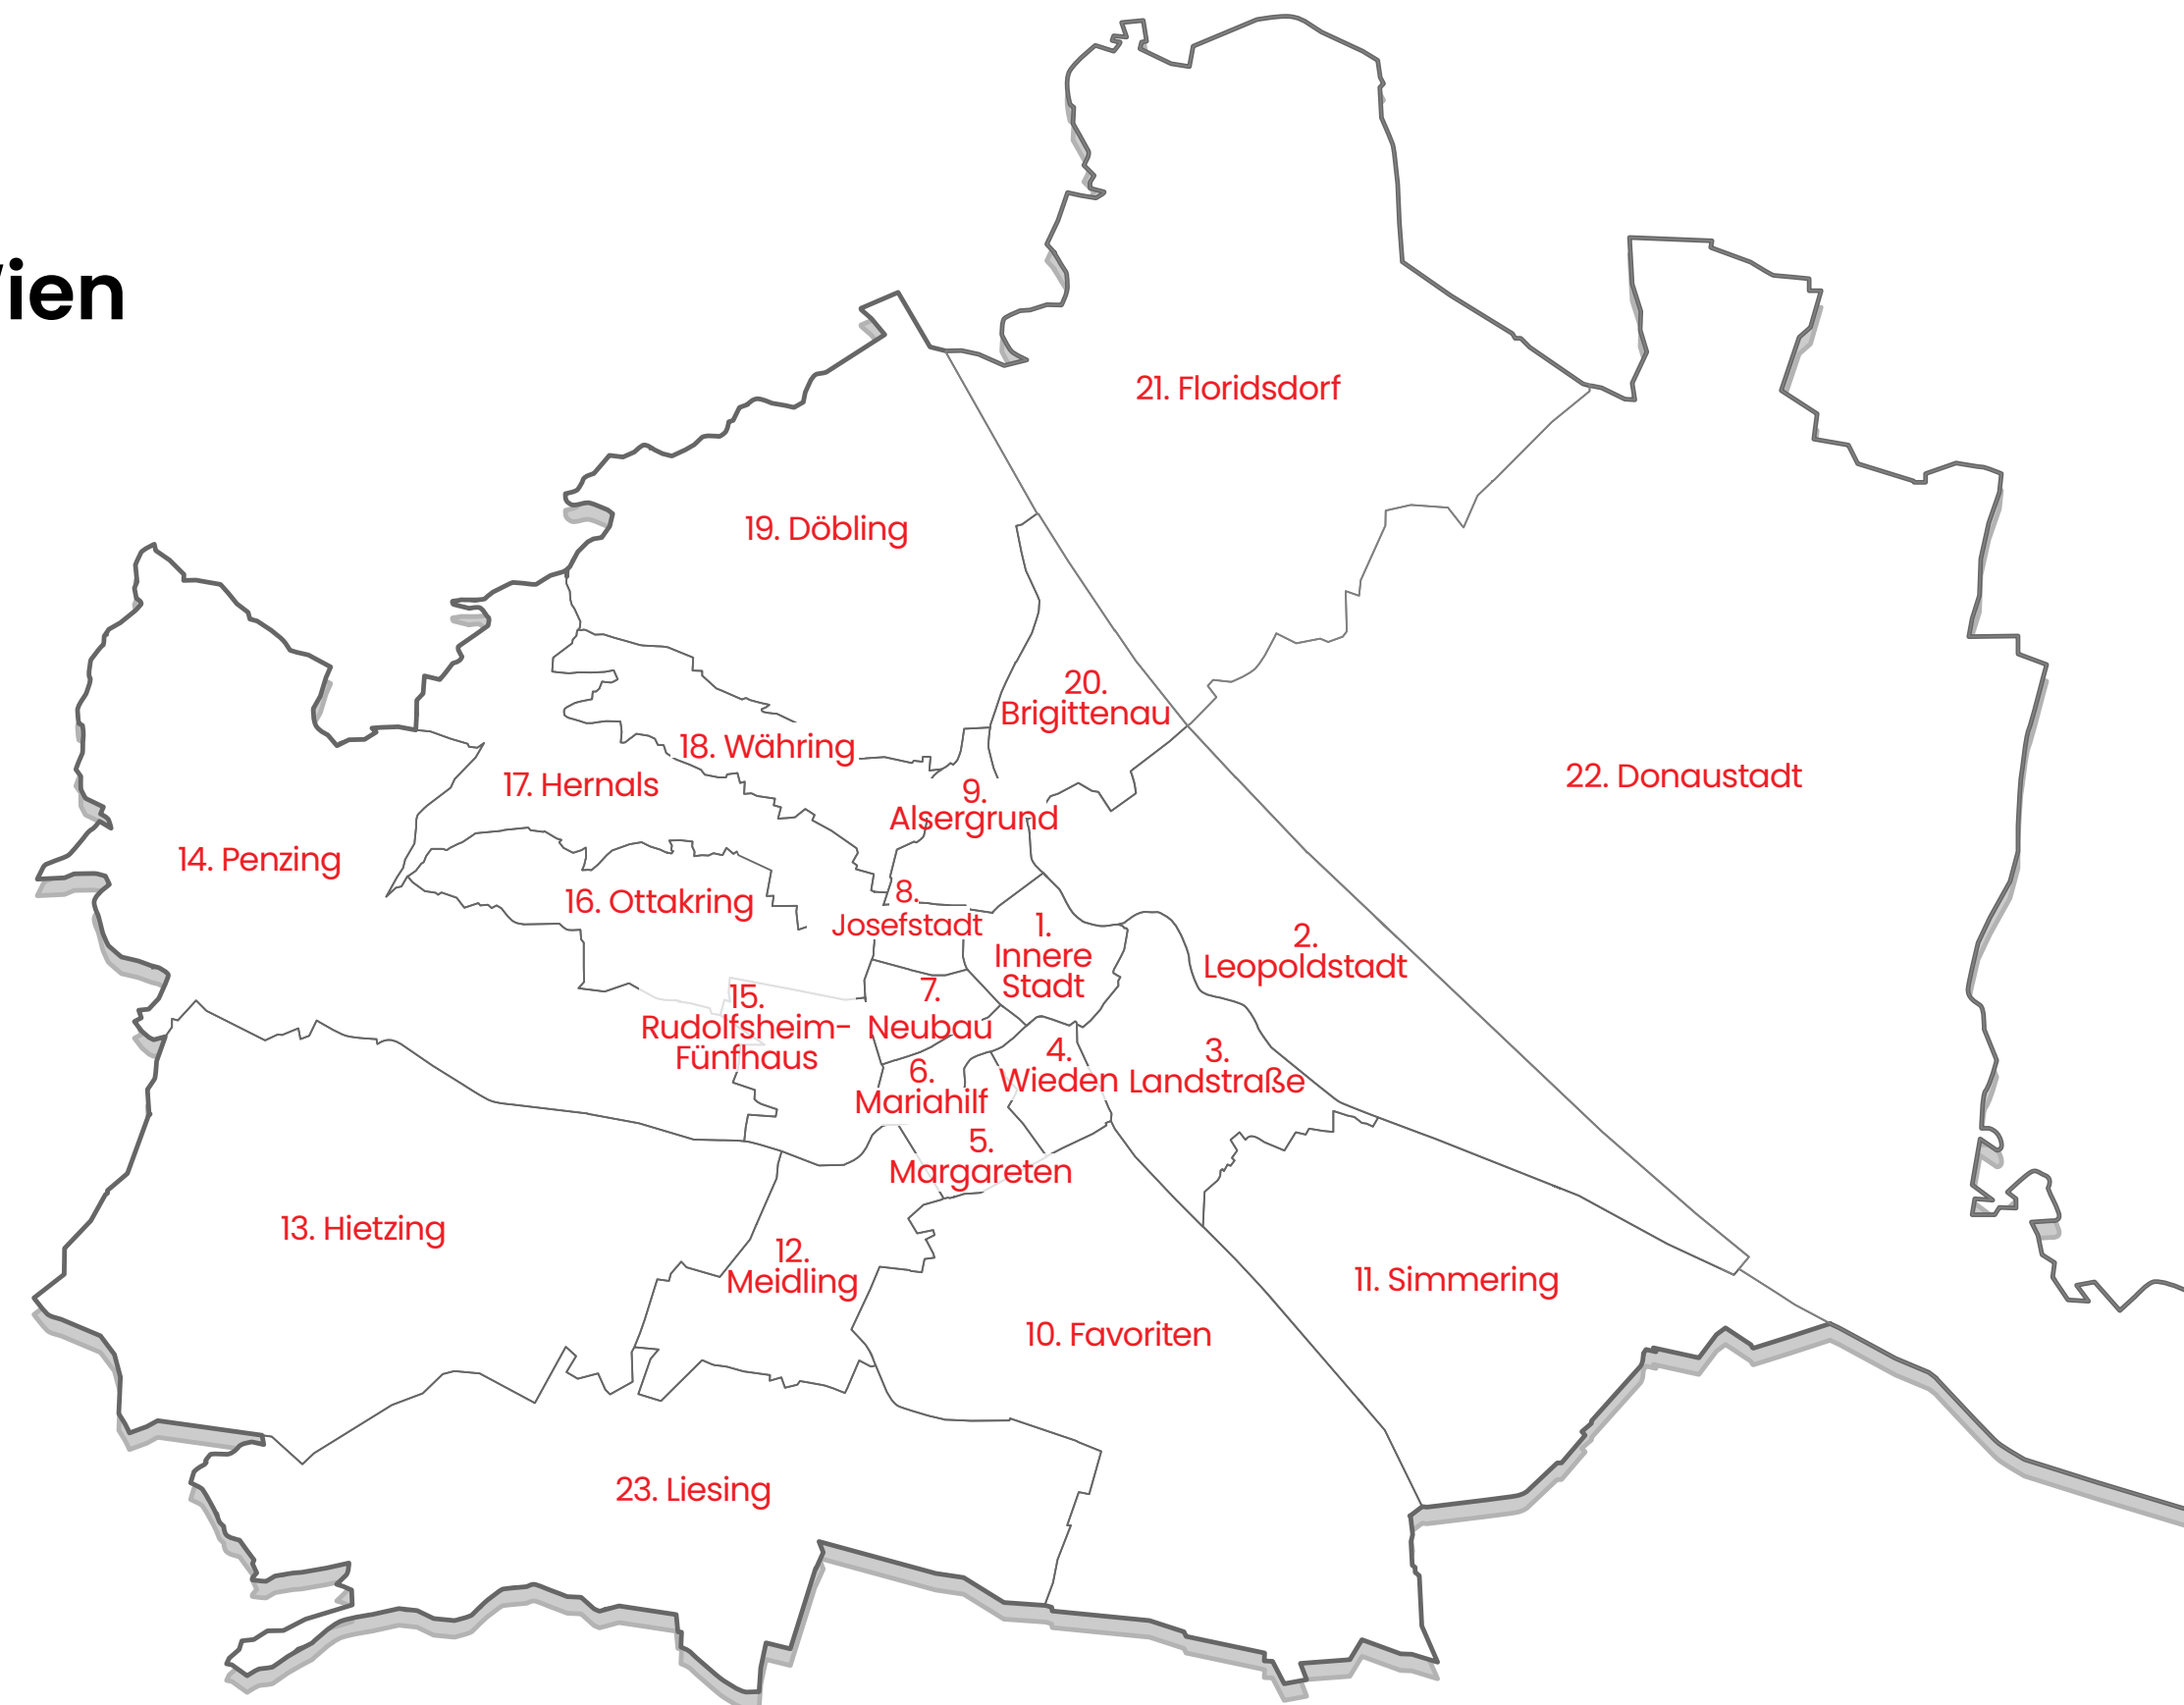 ien
21. Floridsdorf
19. Döbling
20.
Brigittenau
18. Währing
22. Donaustadt
17. Hernals
9.
Alsergrund
14. Penzing
16. Ottakring
8.
Josefstadt
1.
Innere
Stadt
2.
Leopoldstadt
15.
Rudolfsheim-
Fünfhaus
7.
Neubau
4.
Wieden
3.
Landstraße
6.
Mariahilf
5.
Margareten
13. Hietzing
12.
Meidling
11. Simmering
10. Favoriten
23. Liesing